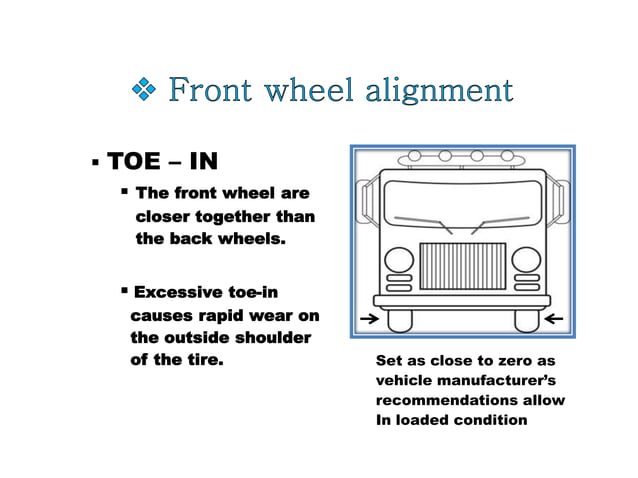 ❖ Front wheel alignment
▪ TOE – IN
▪ The front wheel are
closer together than
the back wheels.
▪ Excessive toe-in
causes rapid wear on
the outside shoulder
of the tire.
Set as close to zero as
vehicle manufacturer’s
recommendations allow
In loaded condition